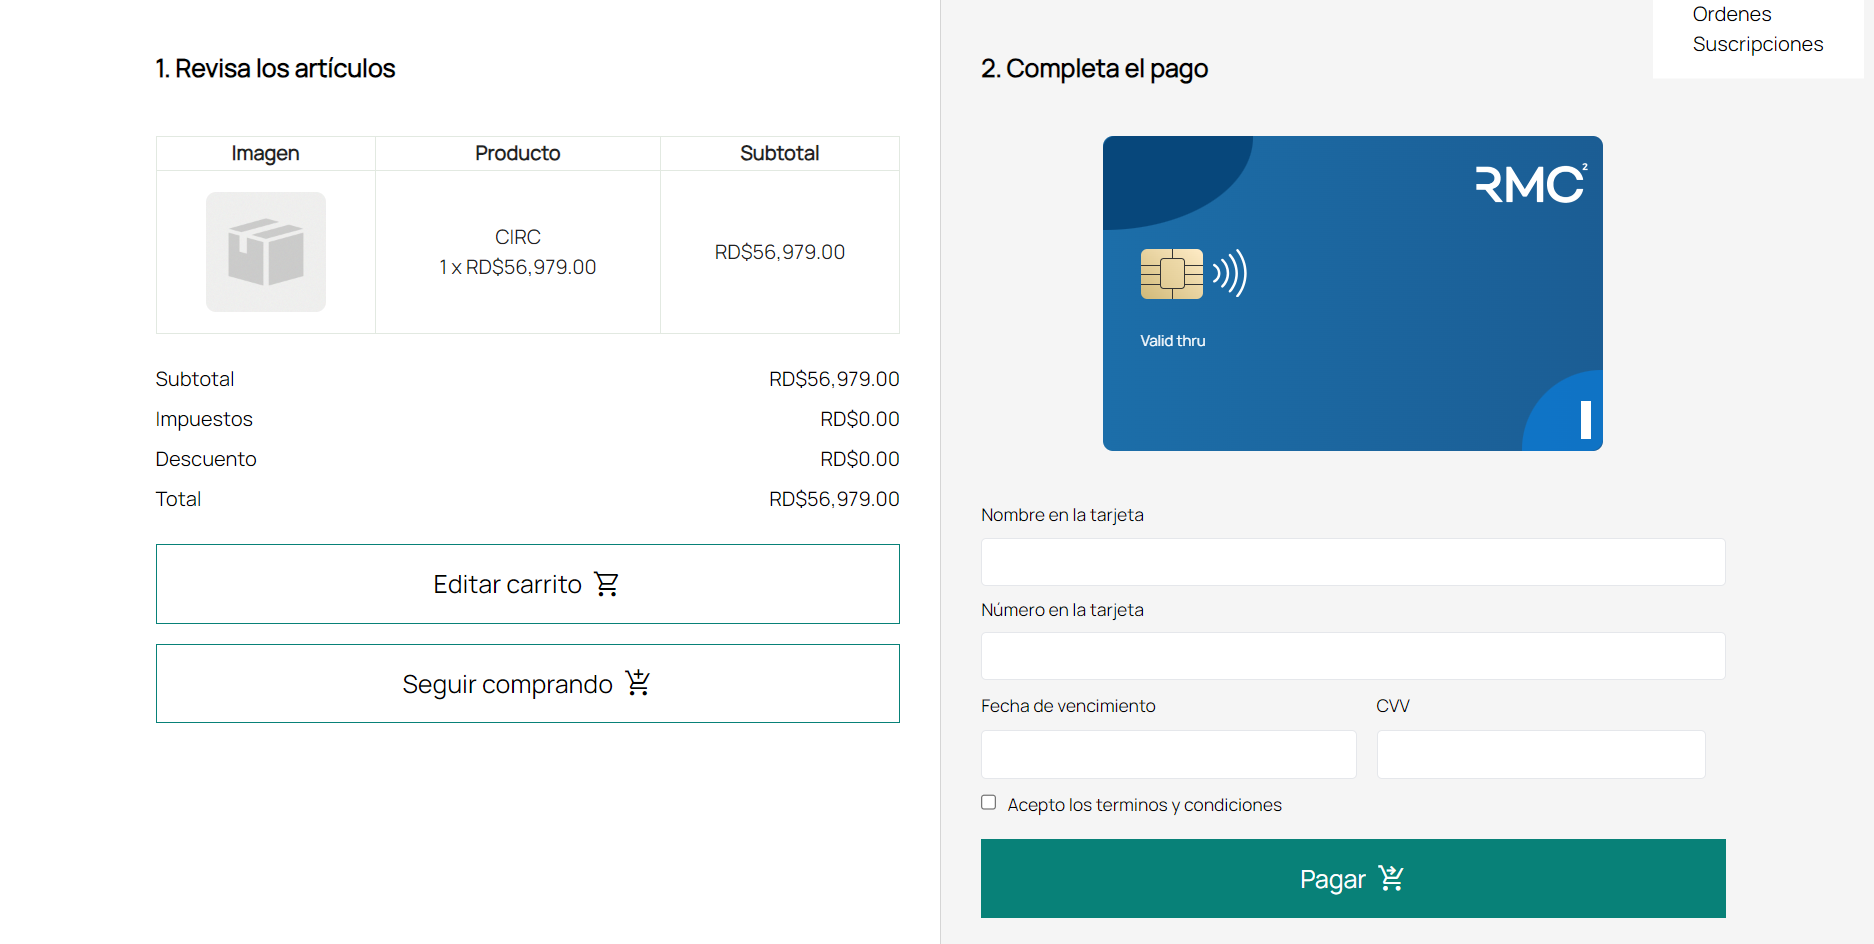 Ordenes
Suscripciones
1. Revisa los artículos
Imagen Producto Subtotal
CIRC
1 x RD$56,979.00
RD$56,979.00
Subtotal RD$56,979.00
Impuestos RD$0.00
Descuento RD$0.00
Total RD$56,979.00
Editar carrito
Seguir comprando
2. Completa el pago
RMC²
Valid thru
Nombre en la tarjeta
Número en la tarjeta
Fecha de vencimiento CVV
Acepto los terminos y condiciones
Pagar